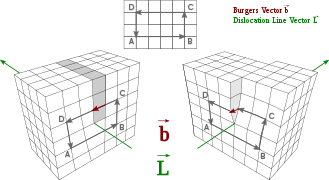 D C
A B
Burgers Vector b
Dislocation Line Vector L
D C
A B
D C
A B
b
L